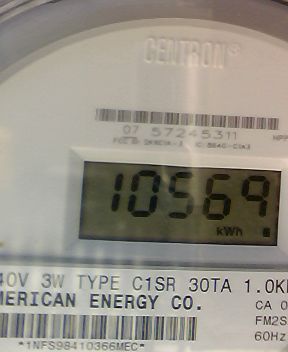 CENTRON®
07 57245311
10569
kWh
40V 3W TYPE C1SR 30TA 1.0K
MERICAN ENERGY CO.
CA 0
FM2S
60Hz
*1NFS98410366MEC*